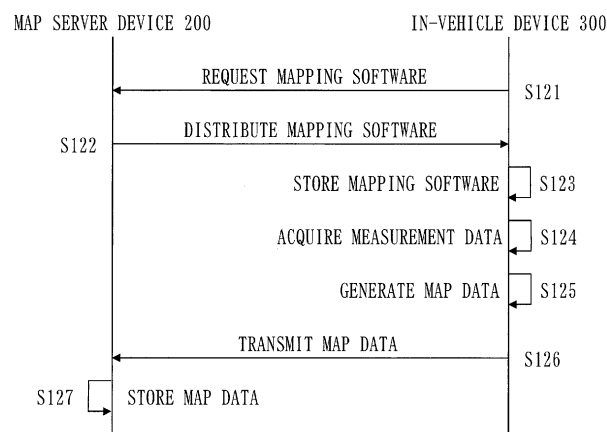 MAP SERVER DEVICE 200
IN-VEHICLE DEVICE 300
REQUEST MAPPING SOFTWARE
S121
DISTRIBUTE MAPPING SOFTWARE
S122
STORE MAPPING SOFTWARE
S123
ACQUIRE MEASUREMENT DATA
S124
GENERATE MAP DATA
S125
TRANSMIT MAP DATA
S126
S127
STORE MAP DATA